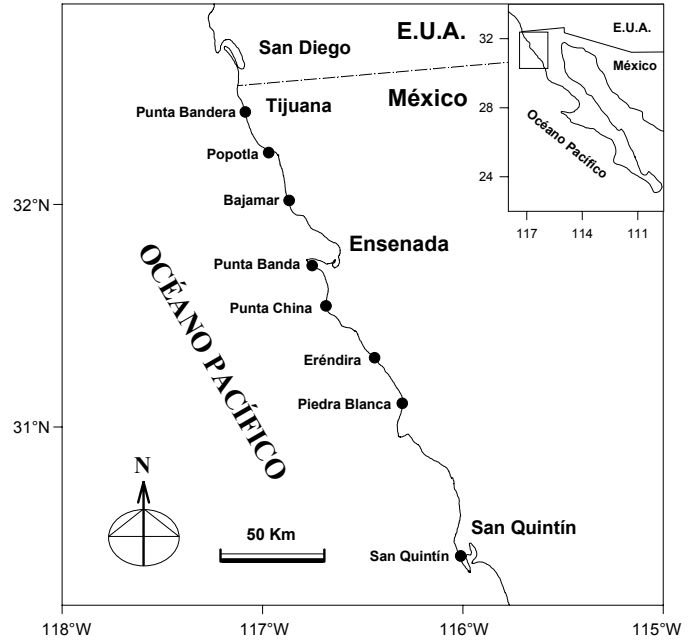 San Diego
E.U.A.
Tijuana
México
Punta Bandera
Popotla
Bajamar
Ensenada
Punta Banda
Punta China
Eréndira
Piedra Blanca
San Quintín
San Quintín
OCÉANO PACÍFICO
N
50 Km
32°N
31°N
118°W
117°W
116°W
115°W
E.U.A.
México
Océano Pacífico
32
28
24
117
114
111